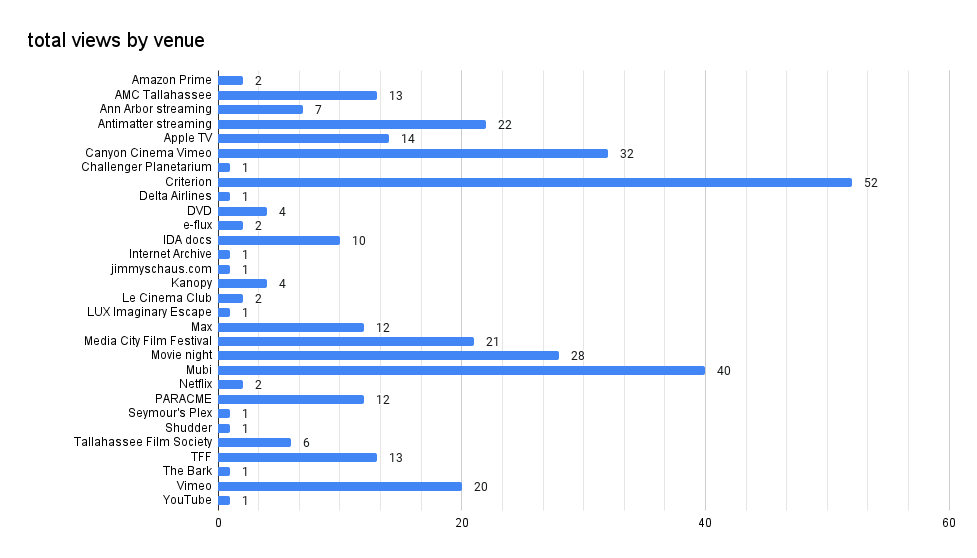 total views by venue
Amazon Prime 2
AMC Tallahassee 13
Ann Arbor streaming 7
Antimatter streaming 22
Apple TV 14
Canyon Cinema Vimeo 32
Challenger Planetarium 1
Criterion 52
Delta Airlines 1
DVD 4
e-flux 2
IDA docs 10
Internet Archive 1
jimmyschaus.com 1
Kanopy 4
Le Cinema Club 2
LUX Imaginary Escape 1
Max 12
Media City Film Festival 21
Movie night 28
Mubi 40
Netflix 2
PARACME 12
Seymour's Plex 1
Shudder 1
Tallahassee Film Society 6
TFF 13
The Bark 1
Vimeo 20
YouTube 1
0 20 40 60